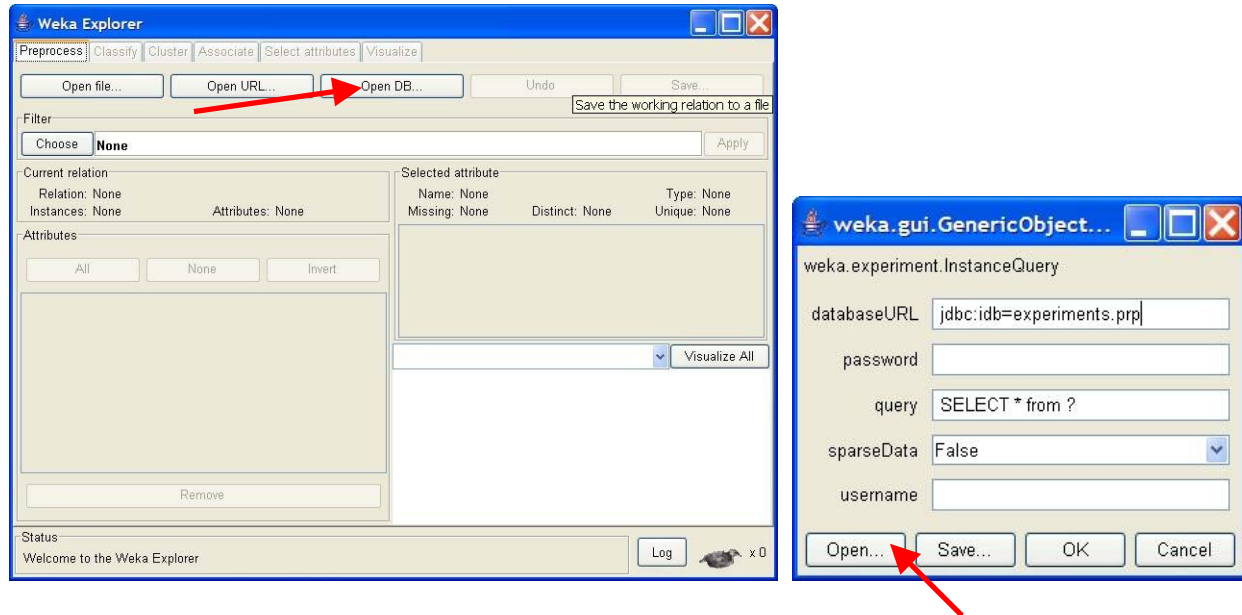 Weka Explorer
Preprocess Classify Cluster Associate Select attributes Visualize
Open file... Open URL... Open DB... Undo Save...
Save the working relation to a file
Filter
Choose None Apply
Current relation
Relation: None
Instances: None Attributes: None
Selected attribute
Name: None Type: None
Missing: None Distinct: None Unique: None
Attributes
All None Invert
Visualize All
Remove
Status
Welcome to the Weka Explorer
Log x 0
weka.gui.GenericObject...
weka.experiment.InstanceQuery
databaseURL jdbc:idb=experiments.prp
password
query SELECT * from ?
sparseData False
username
Open... Save... OK Cancel